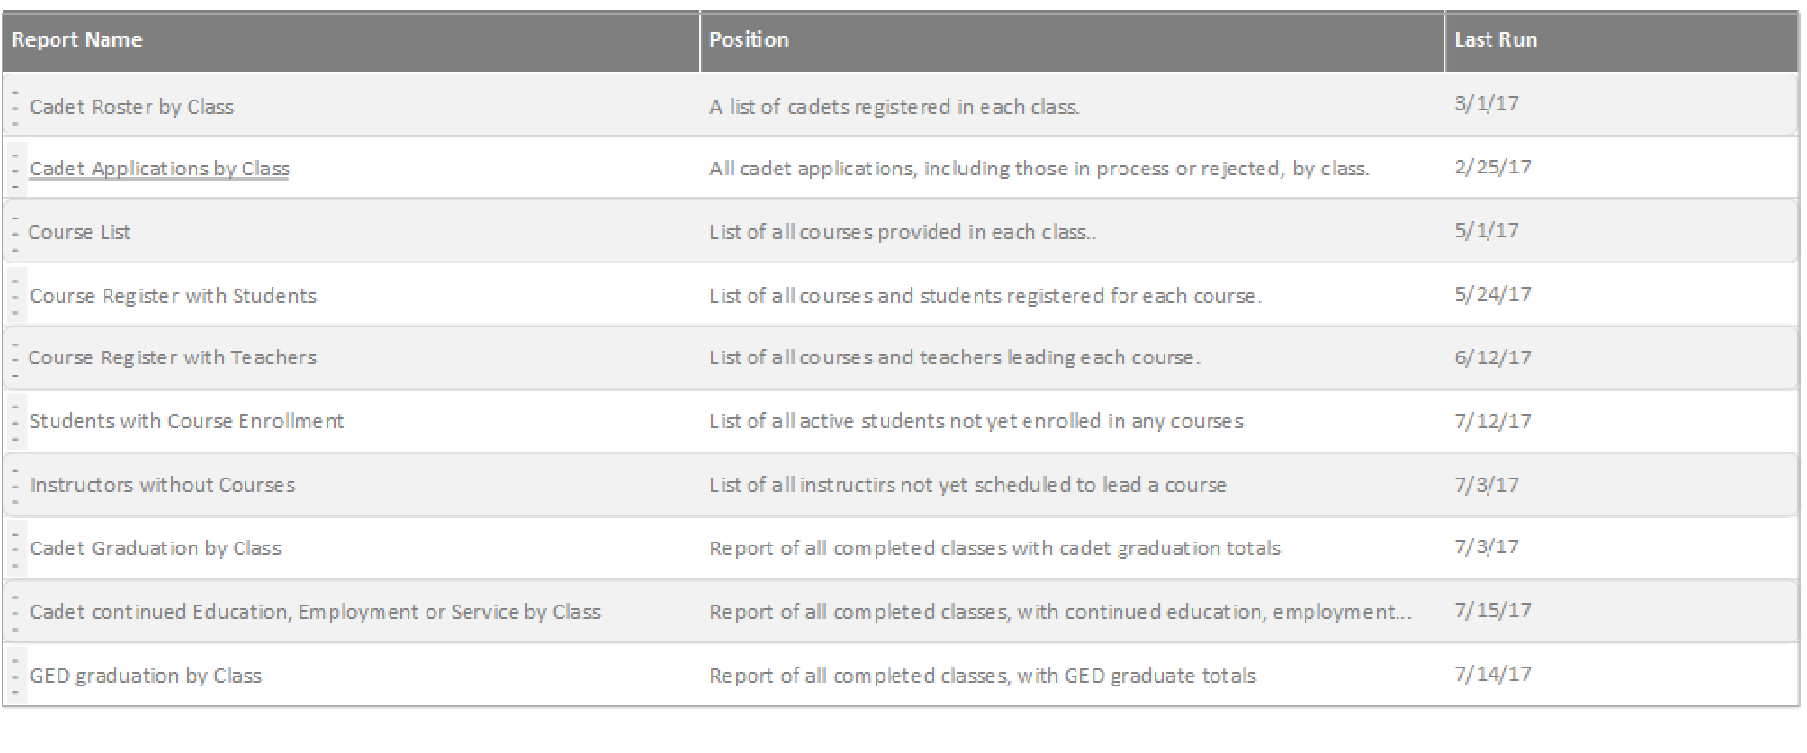 Report Name Position Last Run
Cadet Roster by Class A list of cadets registered in each class. 3/1/17
Cadet Applications by Class All cadet applications, including those in process or rejected, by class. 2/25/17
Course List List of all courses provided in each class.. 5/1/17
Course Register with Students List of all courses and students registered for each course. 5/24/17
Course Register with Teachers List of all courses and teachers leading each course. 6/12/17
Students with Course Enrollment List of all active students not yet enrolled in any courses 7/12/17
Instructors without Courses List of all instructirs not yet scheduled to lead a course 7/3/17
Cadet Graduation by Class Report of all completed classes with cadet graduation totals 7/3/17
Cadet continued Education, Employment or Service by Class Report of all completed classes, with continued education, employment... 7/15/17
GED graduation by Class Report of all completed classes, with GED graduate totals 7/14/17